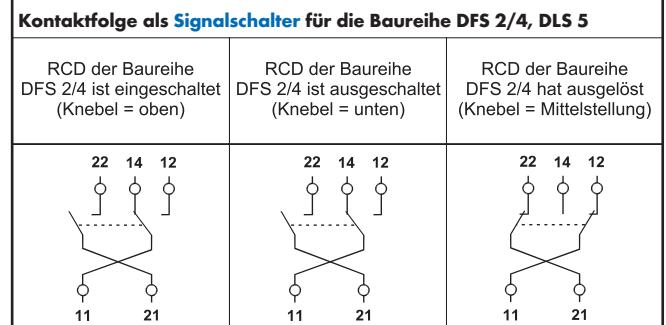 Kontaktfolge als Signalschalter für die Baureihe DFS 2/4, DLS 5
RCD der Baureihe
DFS 2/4 ist eingeschaltet
(Knebel = oben)
RCD der Baureihe
DFS 2/4 ist ausgeschaltet
(Knebel = unten)
RCD der Baureihe
DFS 2/4 hat ausgelöst
(Knebel = Mittelstellung)
22 14 12
22 14 12
22 14 12
11 21
11 21
11 21